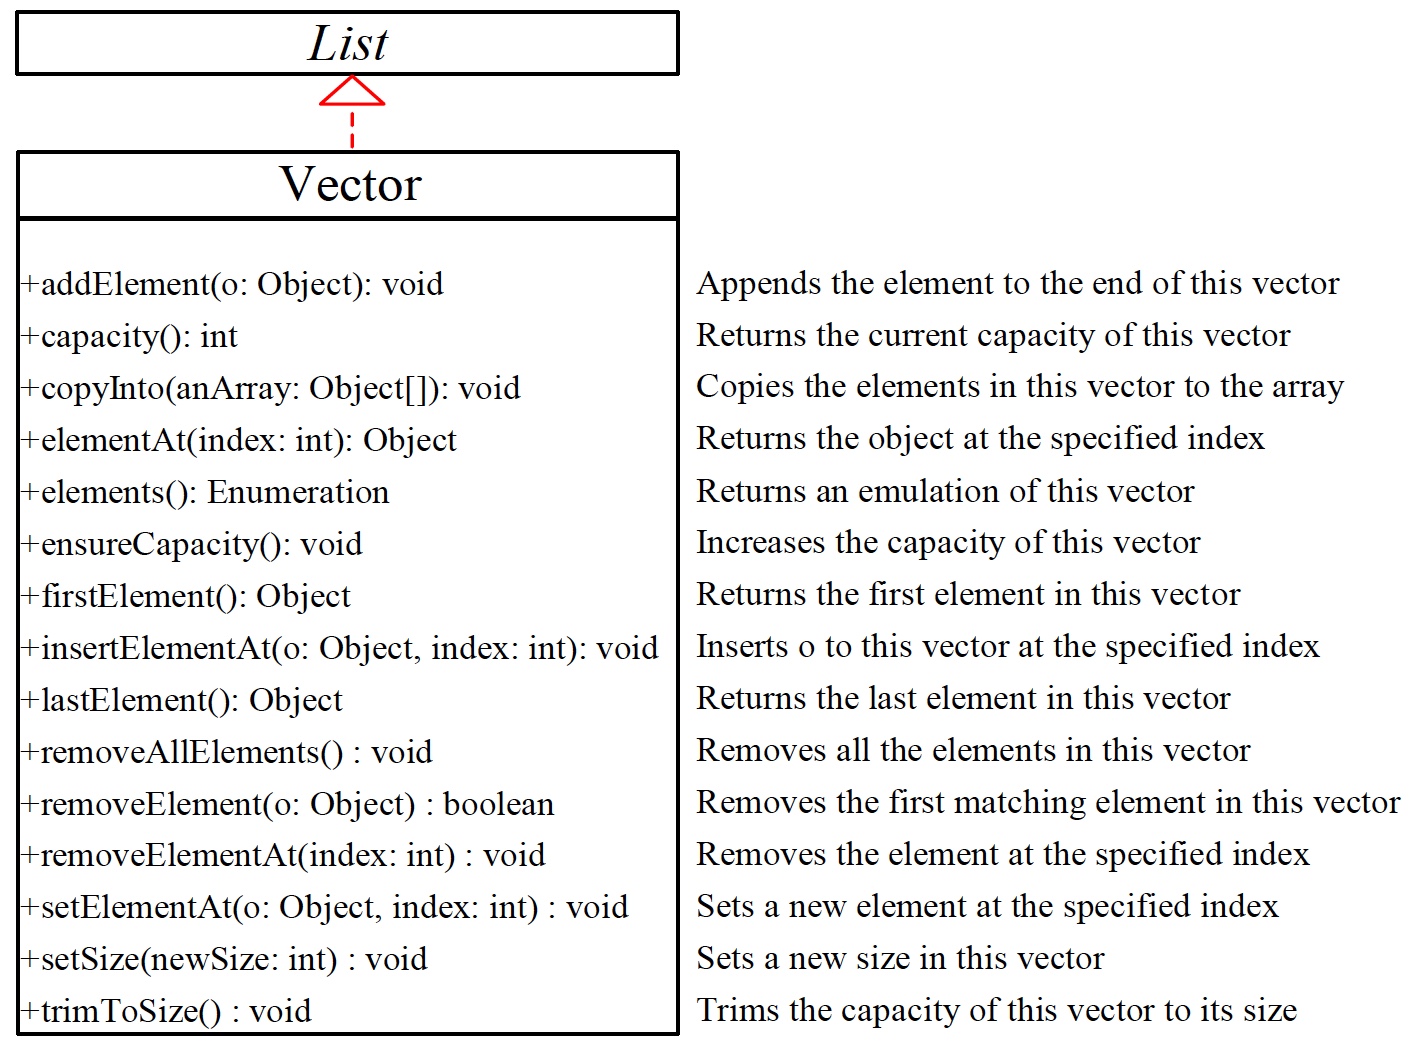 List
Vector
+addElement(o: Object): void Appends the element to the end of this vector
+capacity(): int Returns the current capacity of this vector
+copyInto(anArray: Object[]): void Copies the elements in this vector to the array
+elementAt(index: int): Object Returns the object at the specified index
+elements(): Enumeration Returns an emulation of this vector
+ensureCapacity(): void Increases the capacity of this vector
+firstElement(): Object Returns the first element in this vector
+insertElementAt(o: Object, index: int): void Inserts o to this vector at the specified index
+lastElement(): Object Returns the last element in this vector
+removeAllElements() : void Removes all the elements in this vector
+removeElement(o: Object) : boolean Removes the first matching element in this vector
+removeElementAt(index: int) : void Removes the element at the specified index
+setElementAt(o: Object, index: int) : void Sets a new element at the specified index
+setSize(newSize: int) : void Sets a new size in this vector
+trimToSize() : void Trims the capacity of this vector to its size